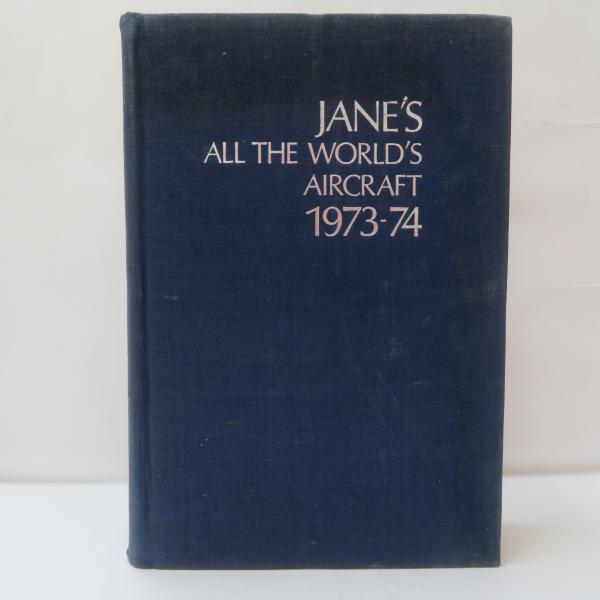 JANE'S
ALL THE WORLD'S
AIRCRAFT
1973-74